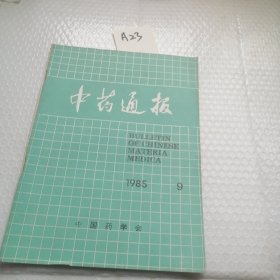 A23
中药通报
BULLETIN
OF CHINESE
MATERIA
MEDICA
1985 9
中国药学会